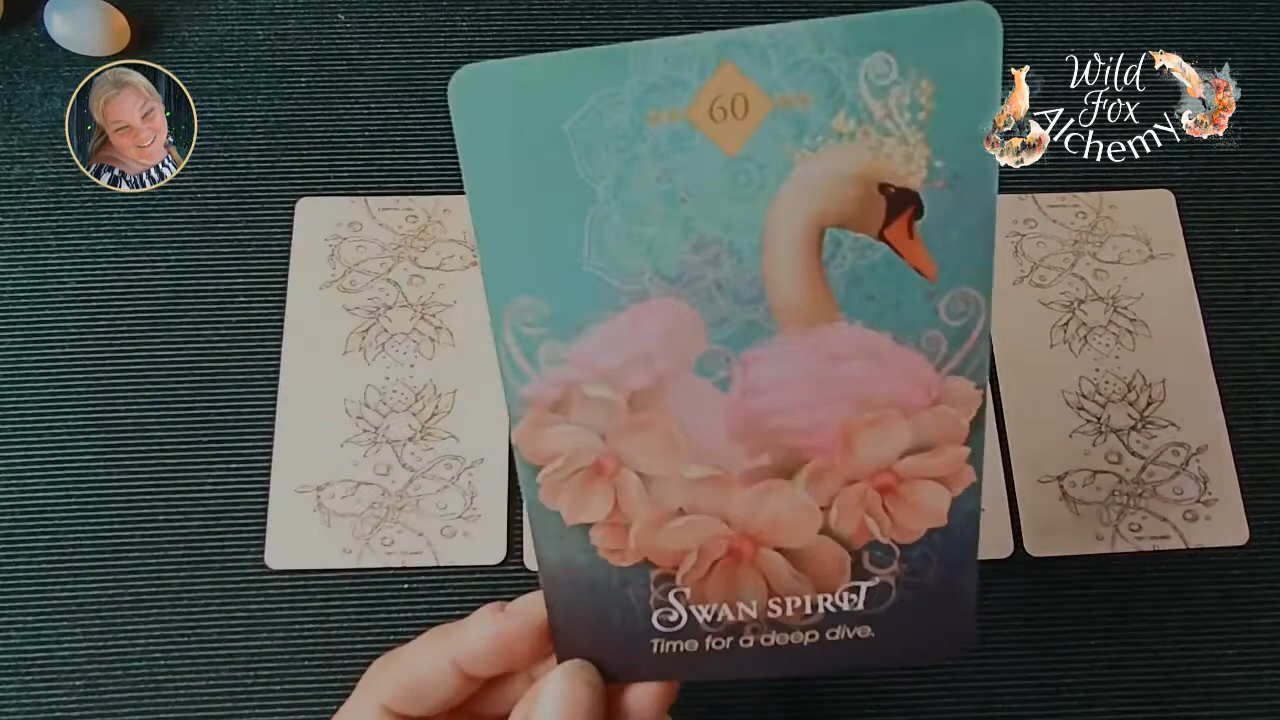 60
Wild
Fox
Alchemy
SWAN SPIRIT
Time for a deep dive.